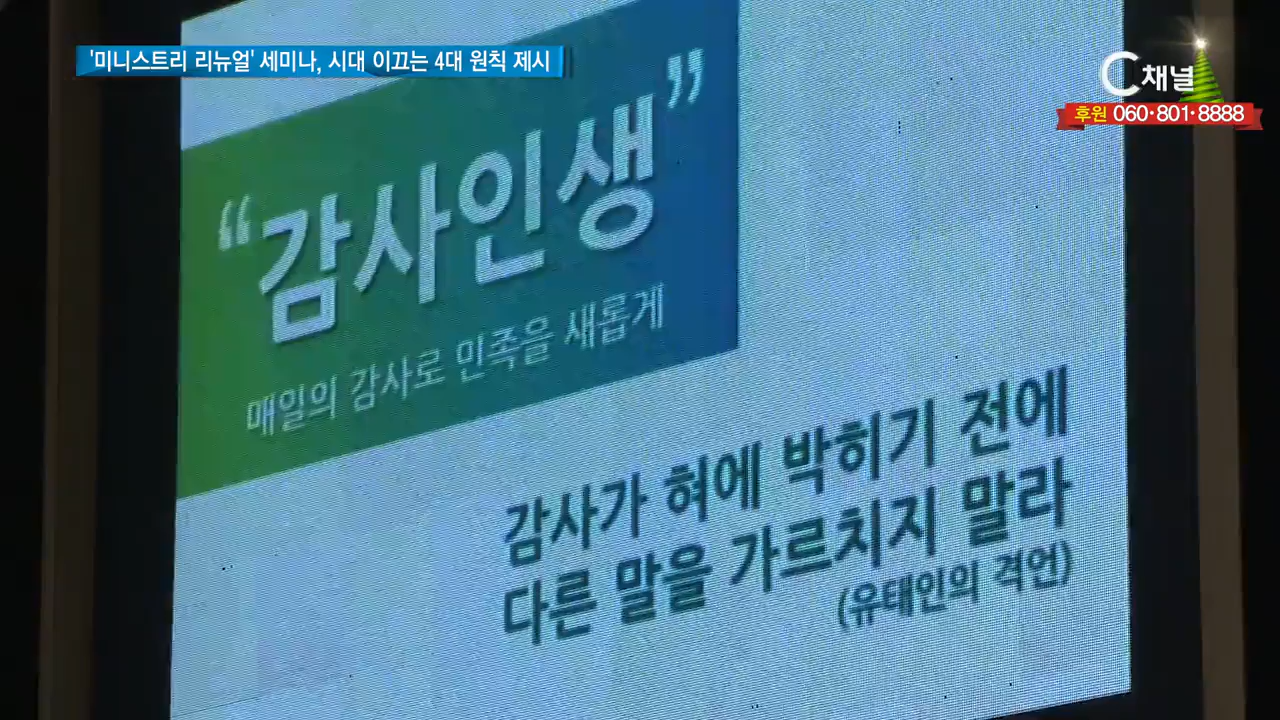 '미니스트리 리뉴얼' 세미나, 시대 이끄는 4대 원칙 제시
C채널
후원 060·801·8888
“감사인생”
매일의 감사로 민족을 새롭게
감사가 혀에 박히기 전에
다른 말을 가르치지 말라
(유태인의 격언)